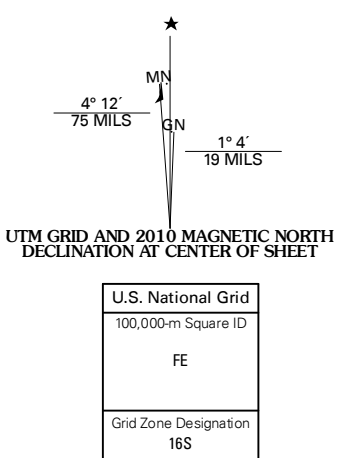 ★
MN
4° 12´
75 MILS
GN
1° 4´
19 MILS
UTM GRID AND 2010 MAGNETIC NORTH
DECLINATION AT CENTER OF SHEET
U.S. National Grid
100,000-m Square ID
FE
Grid Zone Designation
16S